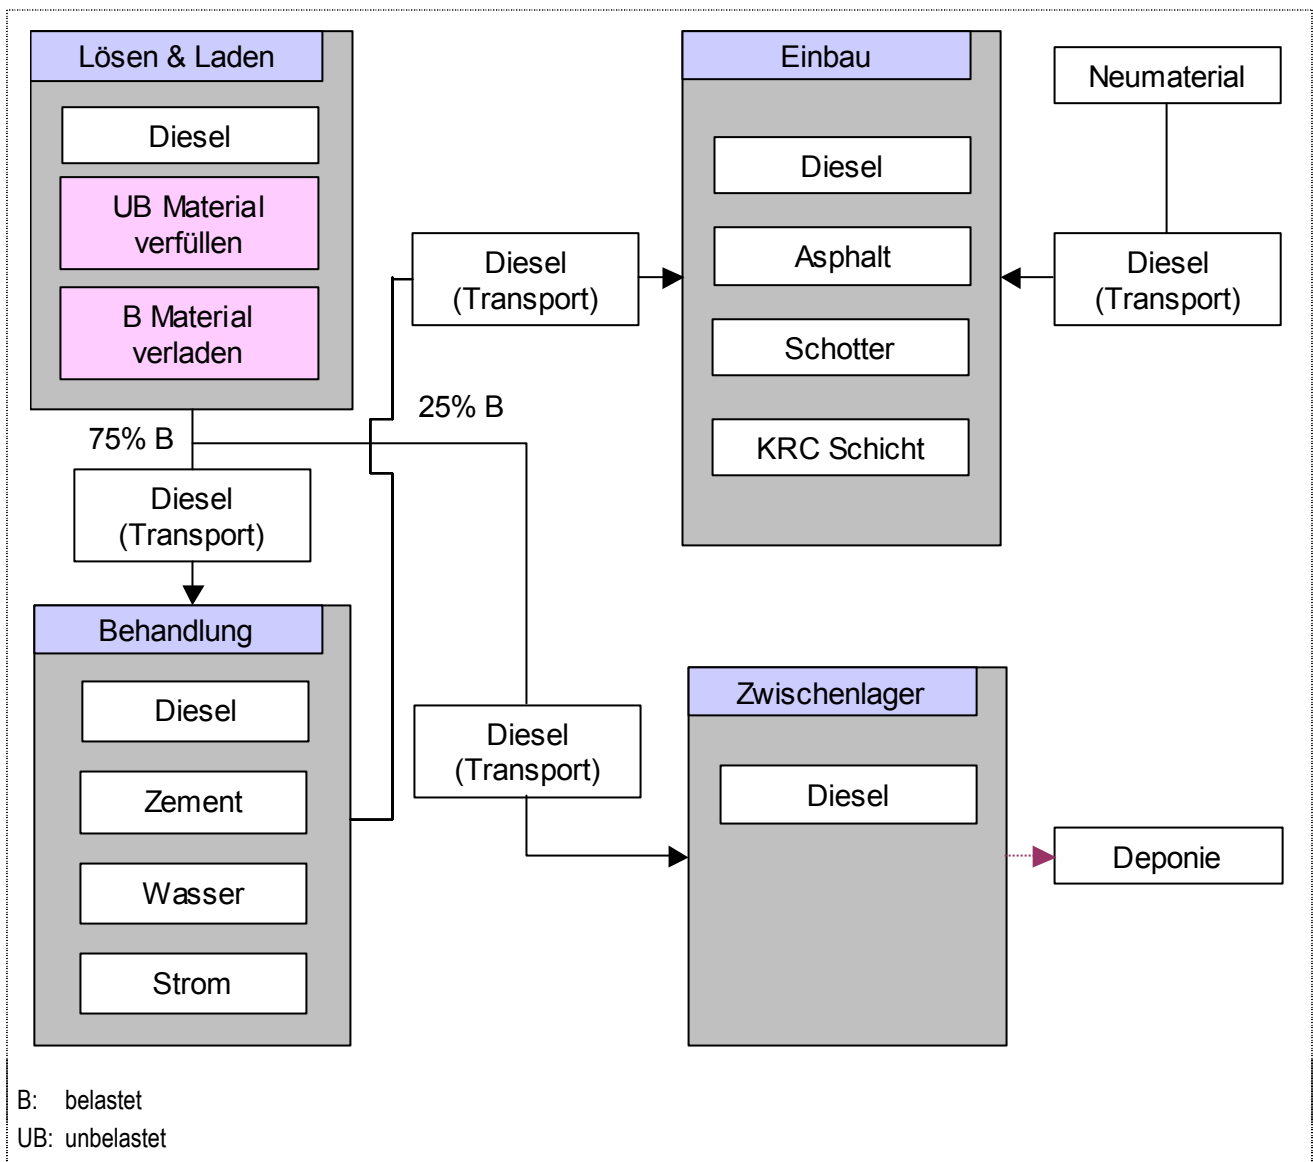 Lösen & Laden
Diesel
UB Material
verfüllen
B Material
verladen
75% B
25% B
Diesel
(Transport)
Behandlung
Diesel
Zement
Wasser
Strom
Diesel
(Transport)
Einbau
Diesel
Asphalt
Schotter
KRC Schicht
Neumaterial
Diesel
(Transport)
Diesel
(Transport)
Zwischenlager
Diesel
Deponie
B: belastet
UB: unbelastet